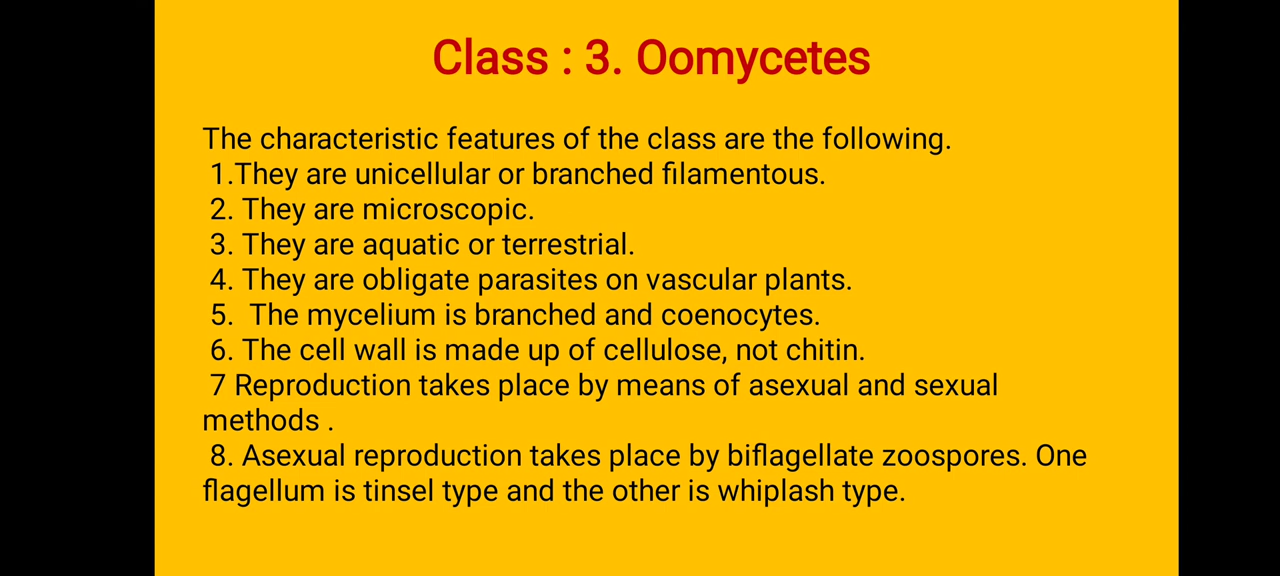 Class : 3. Oomycetes
The characteristic features of the class are the following.
1.They are unicellular or branched filamentous.
2. They are microscopic.
3. They are aquatic or terrestrial.
4. They are obligate parasites on vascular plants.
5. The mycelium is branched and coenocytes.
6. The cell wall is made up of cellulose, not chitin.
7 Reproduction takes place by means of asexual and sexual
methods .
8. Asexual reproduction takes place by biflagellate zoospores. One
flagellum is tinsel type and the other is whiplash type.